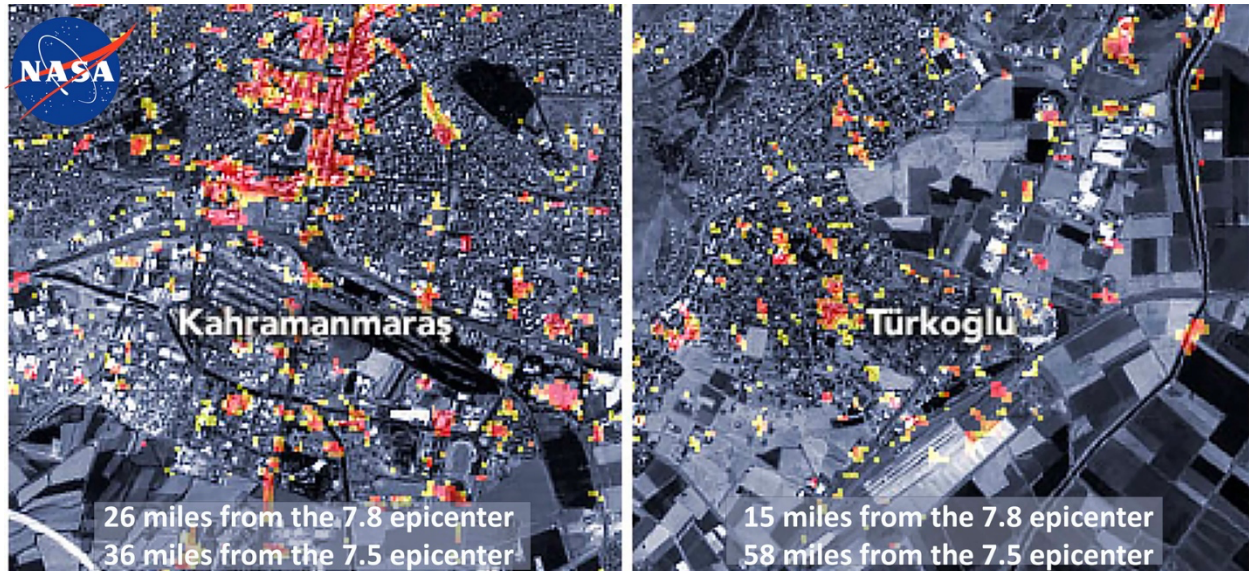 NASA
Kahramanmaraş
26 miles from the 7.8 epicenter
36 miles from the 7.5 epicenter
Türkoğlu
15 miles from the 7.8 epicenter
58 miles from the 7.5 epicenter